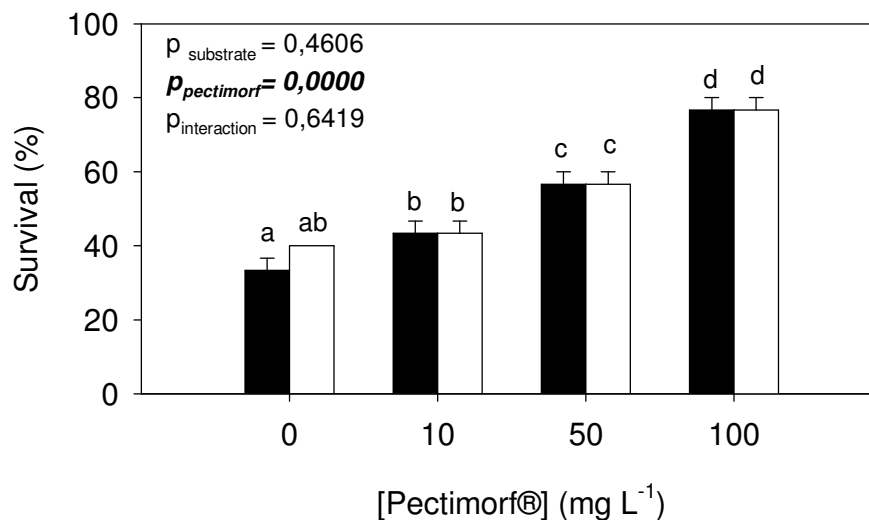 100
80
60
40
20
0
Survival (%)
p substrate = 0,4606
p pectimorf= 0,0000
p interaction = 0,6419
a
ab
b
b
c
c
d
d
0
10
50
100
[Pectimorf®] (mg L-1)